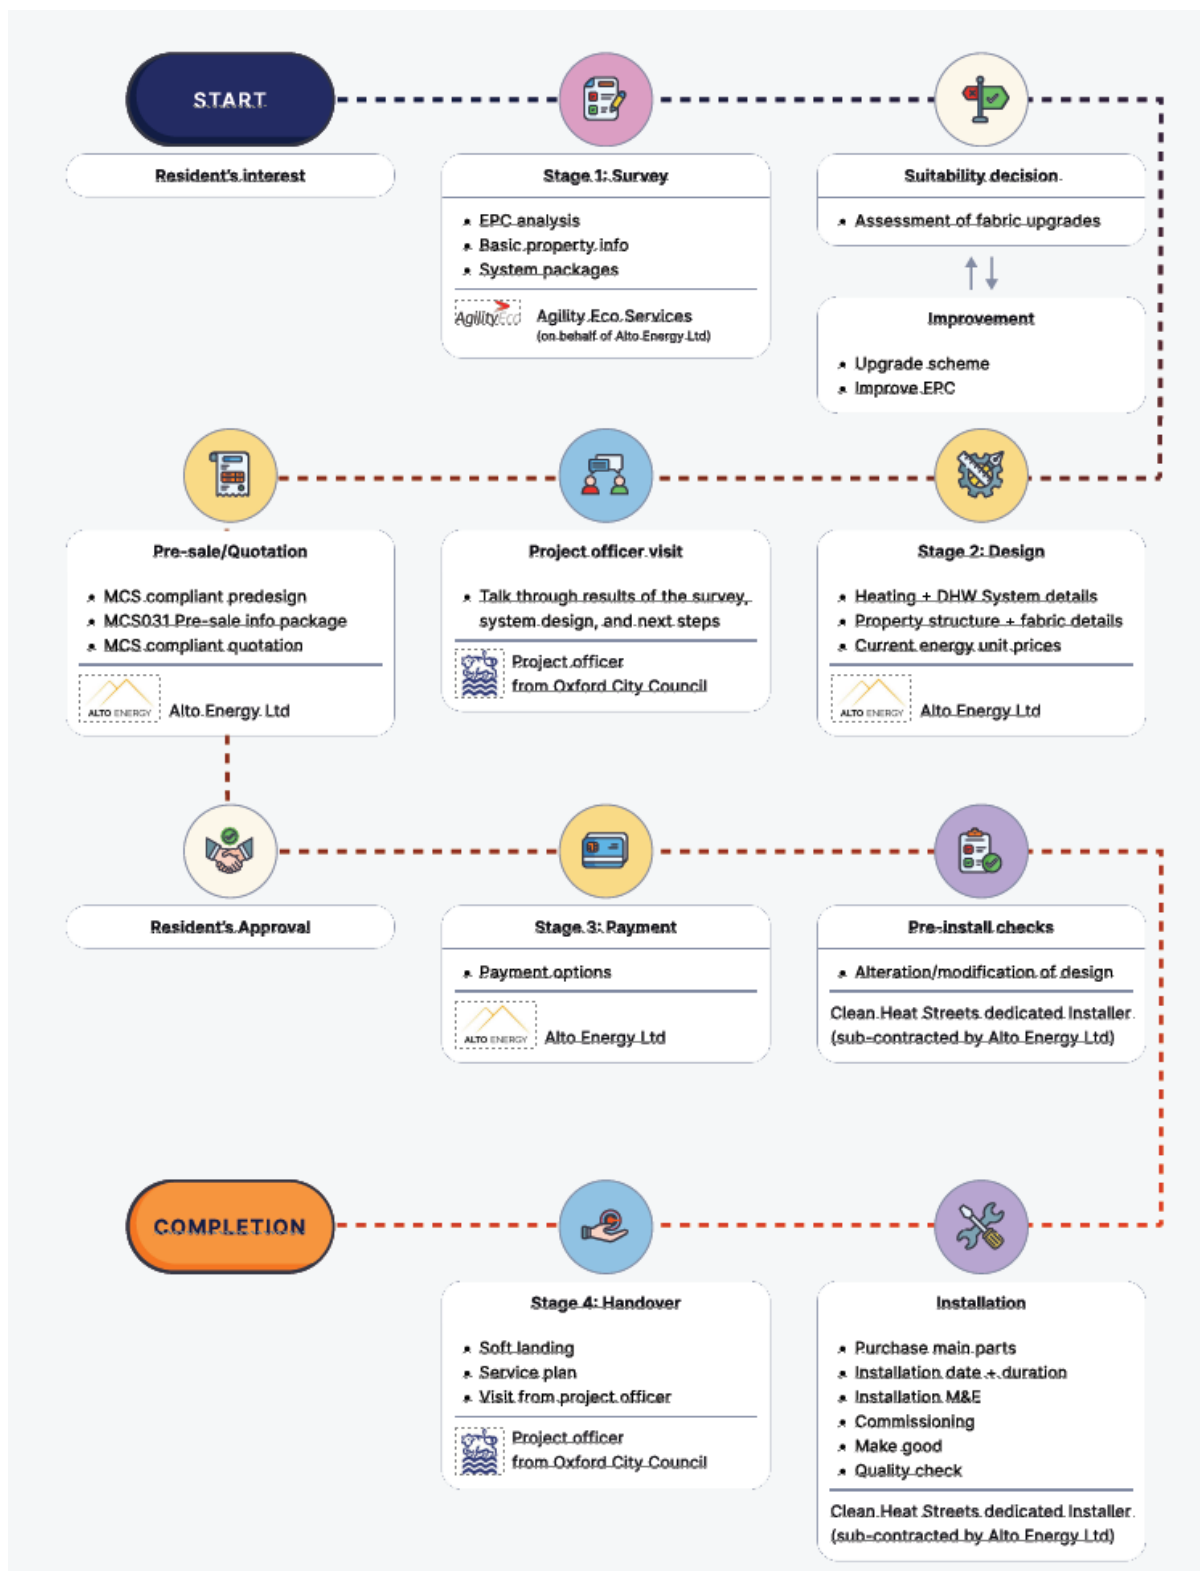 START
Resident's interest
Stage 1: Survey
EPC analysis
Basic property info
System packages
AgilityEco
Agility Eco Services
(on behalf of Alto Energy Ltd)
Suitability decision
Assessment of fabric upgrades
Improvement
Upgrade scheme
Improve EPC
Stage 2: Design
Heating + DHW System details
Property structure + fabric details
Current energy unit prices
ALTO ENERGY
Alto Energy Ltd
Project officer visit
Talk through results of the survey,
system design, and next steps
Project officer
from Oxford City Council
Pre-sale/Quotation
MCS compliant predesign
MCS031 Pre-sale info package
MCS compliant quotation
ALTO ENERGY
Alto Energy Ltd
Resident's Approval
Stage 3: Payment
Payment options
ALTO ENERGY
Alto Energy Ltd
Pre-install checks
Alteration/modification of design
Clean Heat Streets dedicated Installer
(sub-contracted by Alto Energy Ltd)
Installation
Purchase main parts
Installation date + duration
Installation M&E
Commissioning
Make good
Quality check
Clean Heat Streets dedicated Installer
(sub-contracted by Alto Energy Ltd)
Stage 4: Handover
Soft landing
Service plan
Visit from project officer
Project officer
from Oxford City Council
COMPLETION